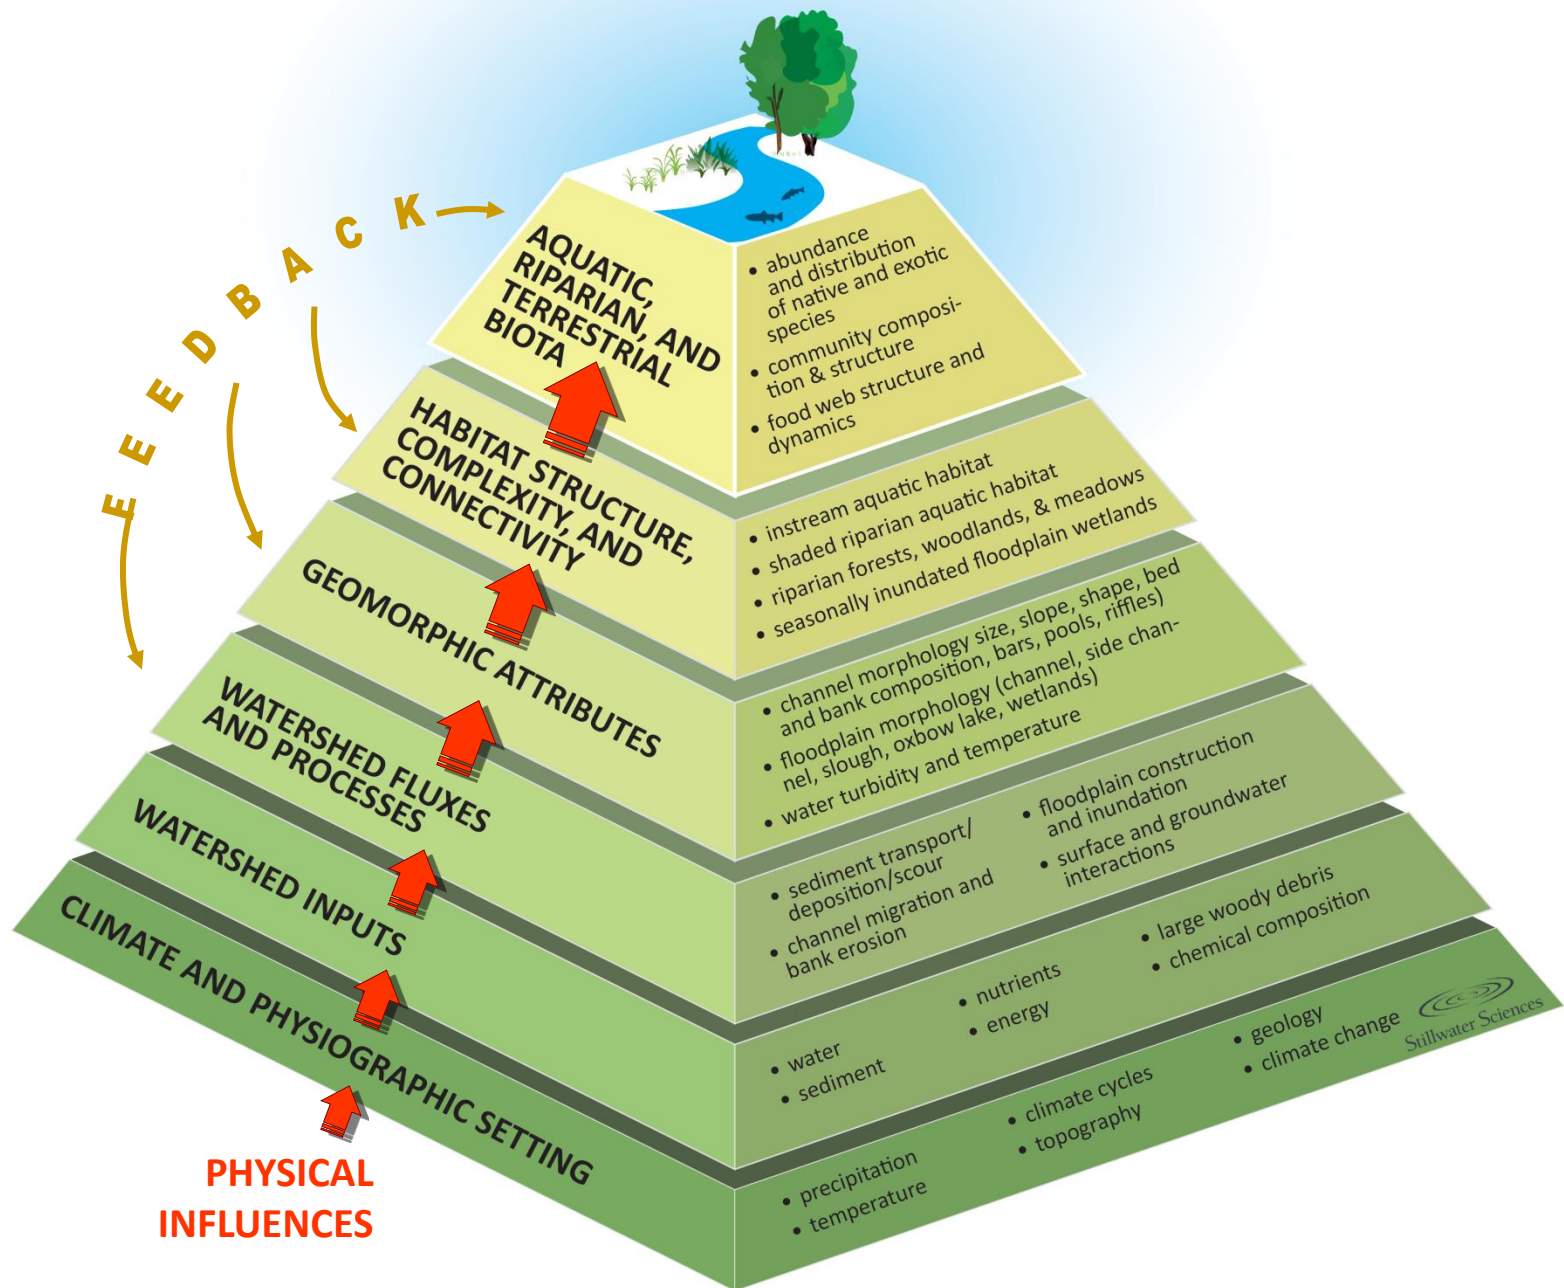 FEEDBACK
AQUATIC,
RIPARIAN, AND
TERRESTRIAL
BIOTA
• abundance
and distribution
of native and exotic
species
• community composi-
tion & structure
• food web structure and
dynamics
HABITAT STRUCTURE,
COMPLEXITY, AND
CONNECTIVITY
• instream aquatic habitat
• shaded riparian aquatic habitat
• riparian forests, woodlands, & meadows
• seasonally inundated floodplain wetlands
GEOMORPHIC ATTRIBUTES
• channel morphology size, slope, shape, bed
and bank composition, bars, pools, riffles)
• floodplain morphology (channel, side chan-
nel, slough, oxbow lake, wetlands)
• water turbidity and temperature
WATERSHED FLUXES
AND PROCESSES
• sediment transport/
deposition/scour
• channel migration and
bank erosion
• floodplain construction
and inundation
• surface and groundwater
interactions
WATERSHED INPUTS
• water
• sediment
• nutrients
• energy
• large woody debris
• chemical composition
CLIMATE AND PHYSIOGRAPHIC SETTING
• precipitation
• temperature
• climate cycles
• topography
• geology
• climate change
Stillwater Sciences
PHYSICAL
INFLUENCES